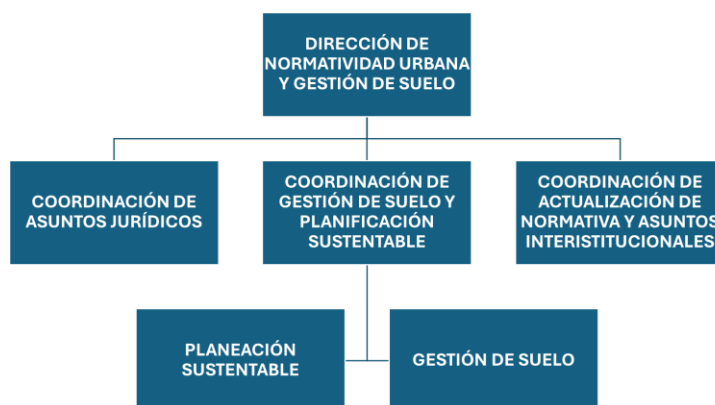 DIRECCIÓN DE
NORMATIVIDAD URBANA
Y GESTIÓN DE SUELO
COORDINACIÓN DE
ASUNTOS JURÍDICOS
COORDINACIÓN DE
GESTIÓN DE SUELO Y
PLANIFICACIÓN
SUSTENTABLE
COORDINACIÓN DE
ACTUALIZACIÓN DE
NORMATIVA Y ASUNTOS
INTERISTITUCIONALES
PLANEACIÓN
SUSTENTABLE
GESTIÓN DE SUELO